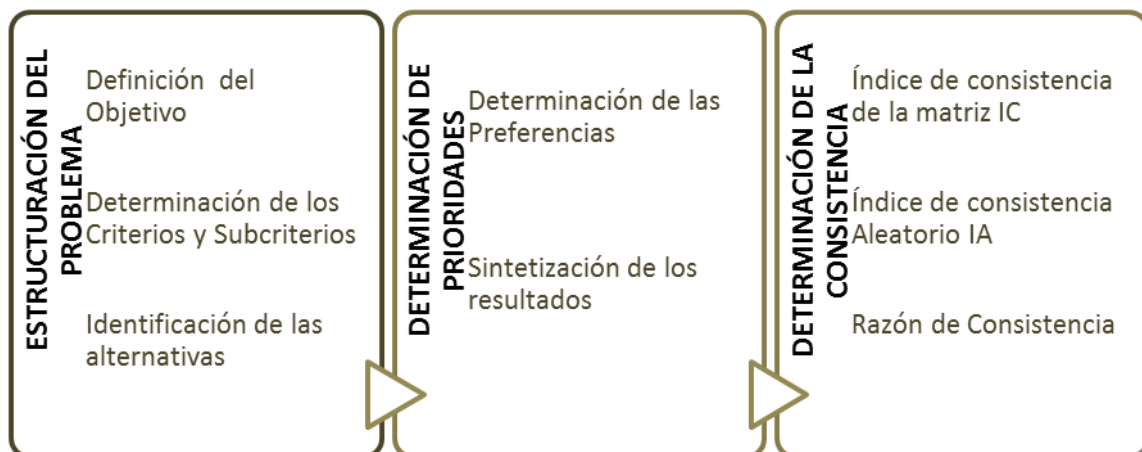 ESTRUCTURACIÓN DEL
PROBLEMA
Definición del
Objetivo
Determinación de los
Criterios y Subcriterios
Identificación de las
alternativas
DETERMINACIÓN DE
PRIORIDADES
Determinación de las
Preferencias
Sintetización de los
resultados
DETERMINACIÓN DE LA
CONSISTENCIA
Índice de consistencia
de la matriz IC
Índice de consistencia
Aleatorio IA
Razón de Consistencia